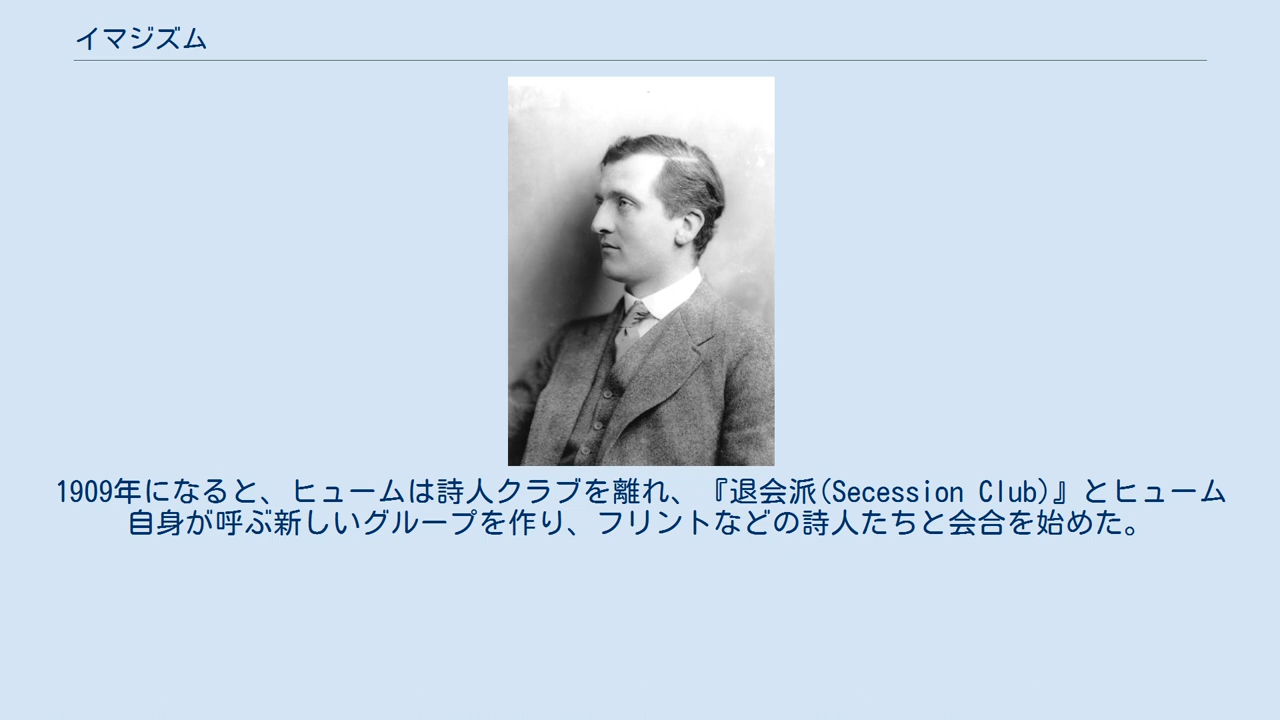 イマジズム
1909年になると、ヒュームは詩人クラブを離れ、『退会派(Secession Club)』とヒューム
自身が呼ぶ新しいグループを作り、フリントなどの詩人たちと会合を始めた。